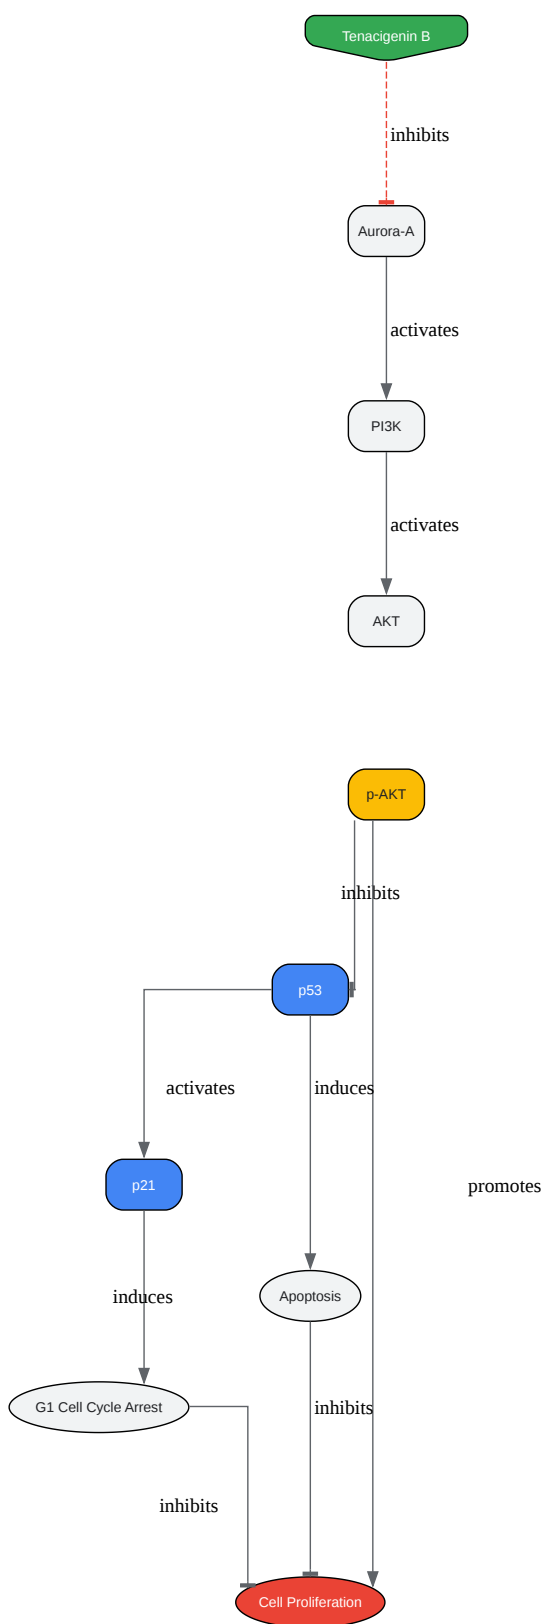 Tenacigenin B
inhibits
Aurora-A
activates
PI3K
activates
AKT
p-AKT
inhibits
p53
activates
induces
p21
promotes
induces
Apoptosis
G1 Cell Cycle Arrest
inhibits
inhibits
Cell Proliferation